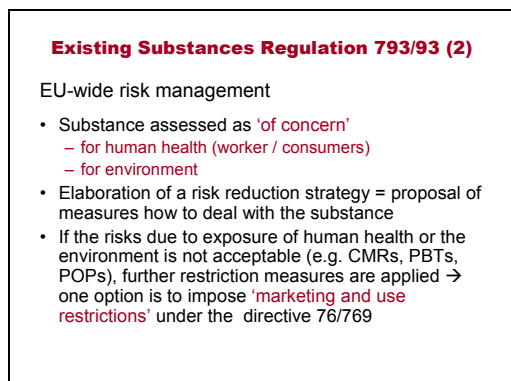 Existing Substances Regulation 793/93 (2)
EU-wide risk management
• Substance assessed as ‘of concern’
– for human health (worker / consumers)
– for environment
• Elaboration of a risk reduction strategy = proposal of
measures how to deal with the substance
• If the risks due to exposure of human health or the
environment is not acceptable (e.g. CMRs, PBTs,
POPs), further restriction measures are applied →
one option is to impose ‘marketing and use
restrictions’ under the directive 76/769